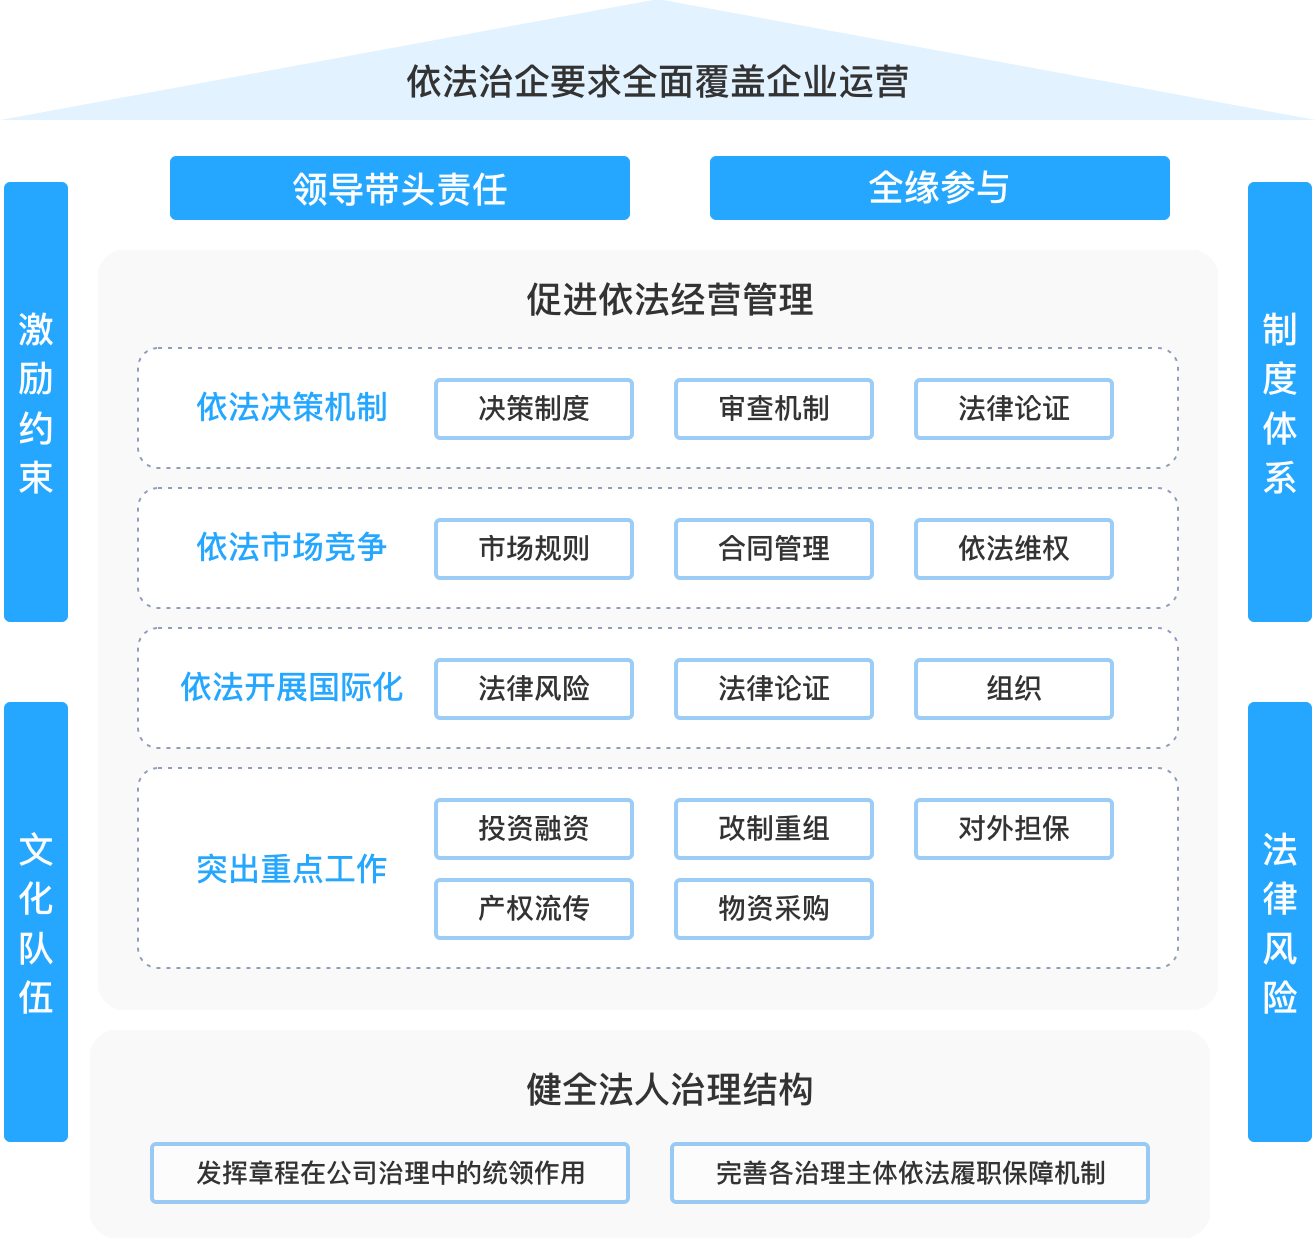 依法治企要求全面覆盖企业运营
领导带头责任
全缘参与
激励约束
制度体系
促进依法经营管理
依法决策机制
决策制度
审查机制
法律论证
依法市场竞争
市场规则
合同管理
依法维权
依法开展国际化
法律风险
法律论证
组织
突出重点工作
投资融资
改制重组
对外担保
产权流传
物资采购
文化队伍
法律风险
健全法人治理结构
发挥章程在公司治理中的统领作用
完善各治理主体依法履职保障机制